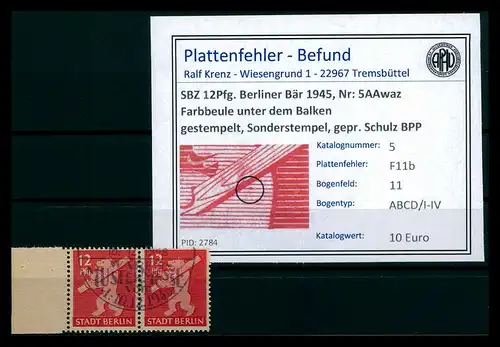 Plattenfehler - Befund
Ralf Krenz - Wiesengrund 1 - 22967 Tremsbüttel
SBZ 12Pfg. Berliner Bär 1945, Nr: 5AAwaz
Farbbeule unter dem Balken
gestempelt, Sonderstempel, gepr. Schulz BPP
Katalognummer: 5
Plattenfehler: F11b
Bogenfeld: 11
Bogentyp: ABCD/I-IV
Katalogwert: 10 Euro
PID: 2784
12 12
STADT BERLIN STADT BERLIN